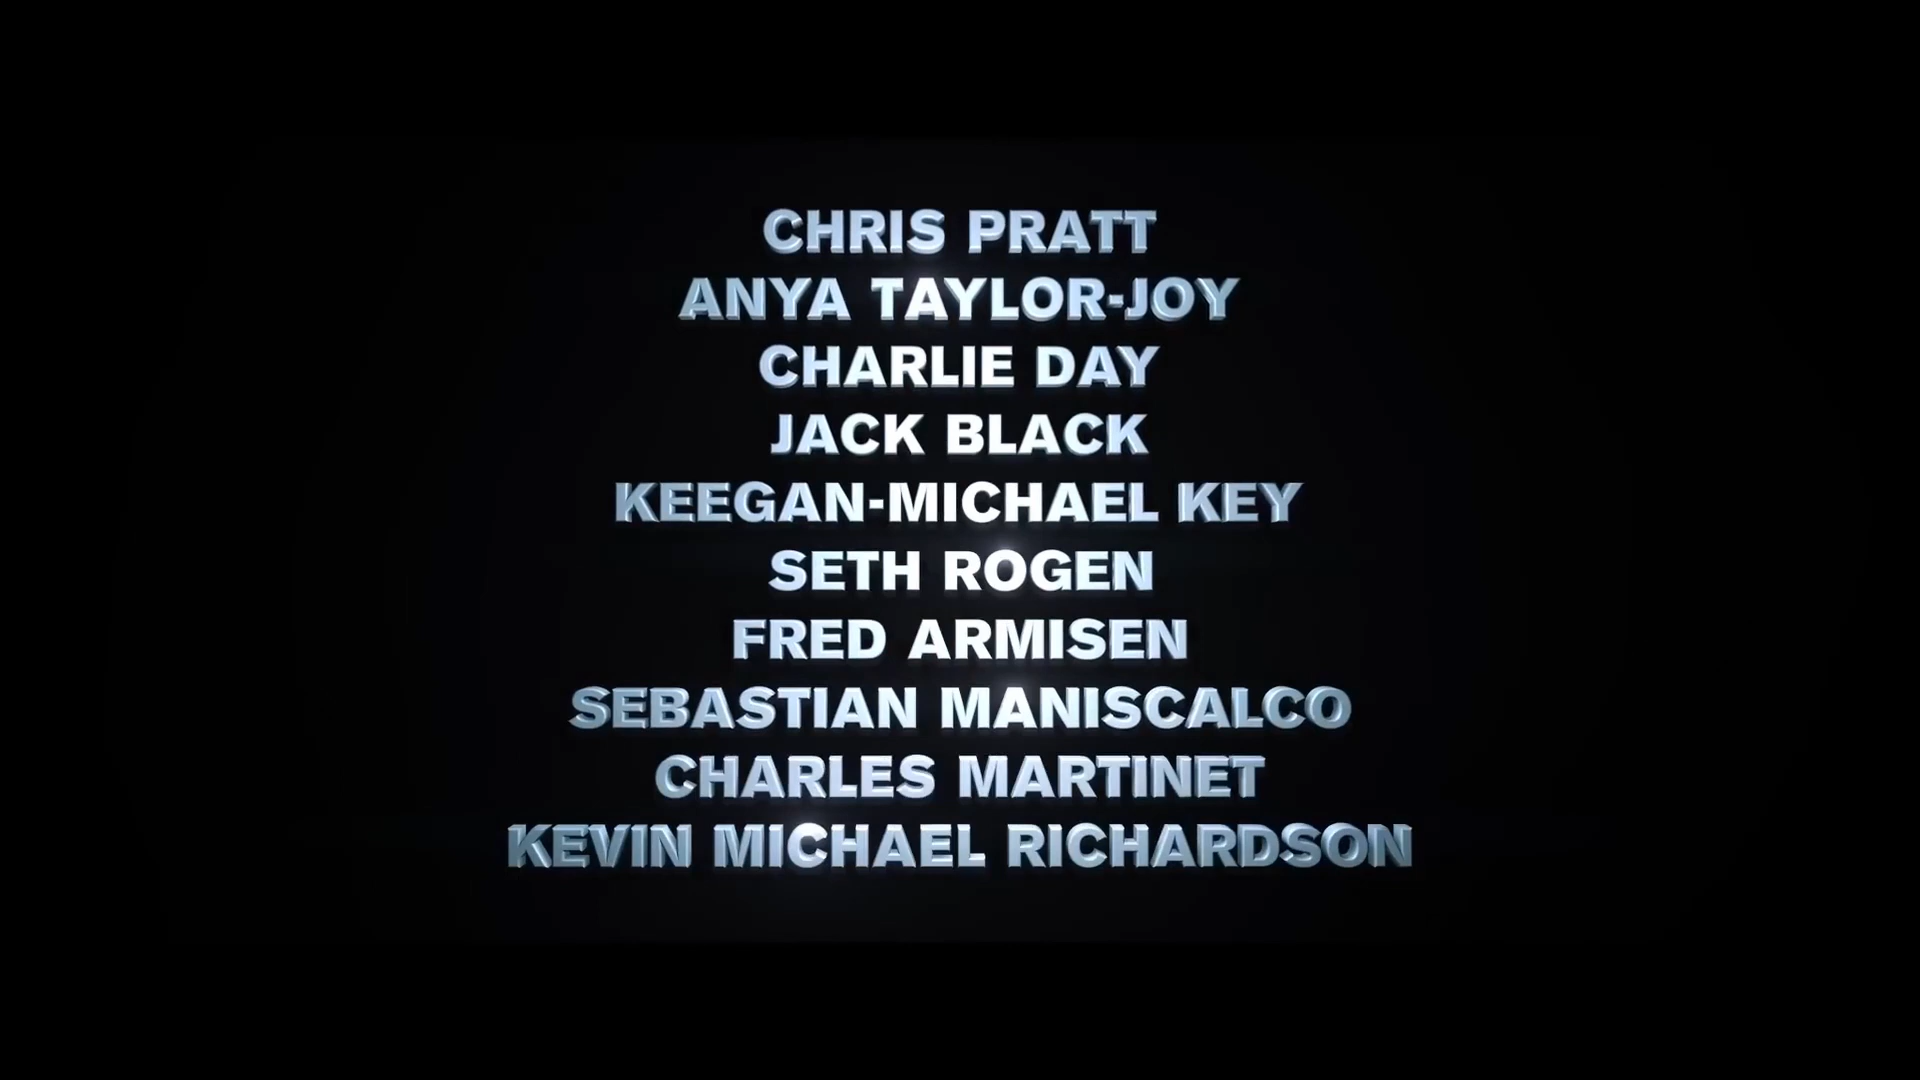 CHRIS PRATT
ANYA TAYLOR-JOY
CHARLIE DAY
JACK BLACK
KEEGAN-MICHAEL KEY
SETH ROGEN
FRED ARMISEN
SEBASTIAN MANISCALCO
CHARLES MARTINET
KEVIN MICHAEL RICHARDSON